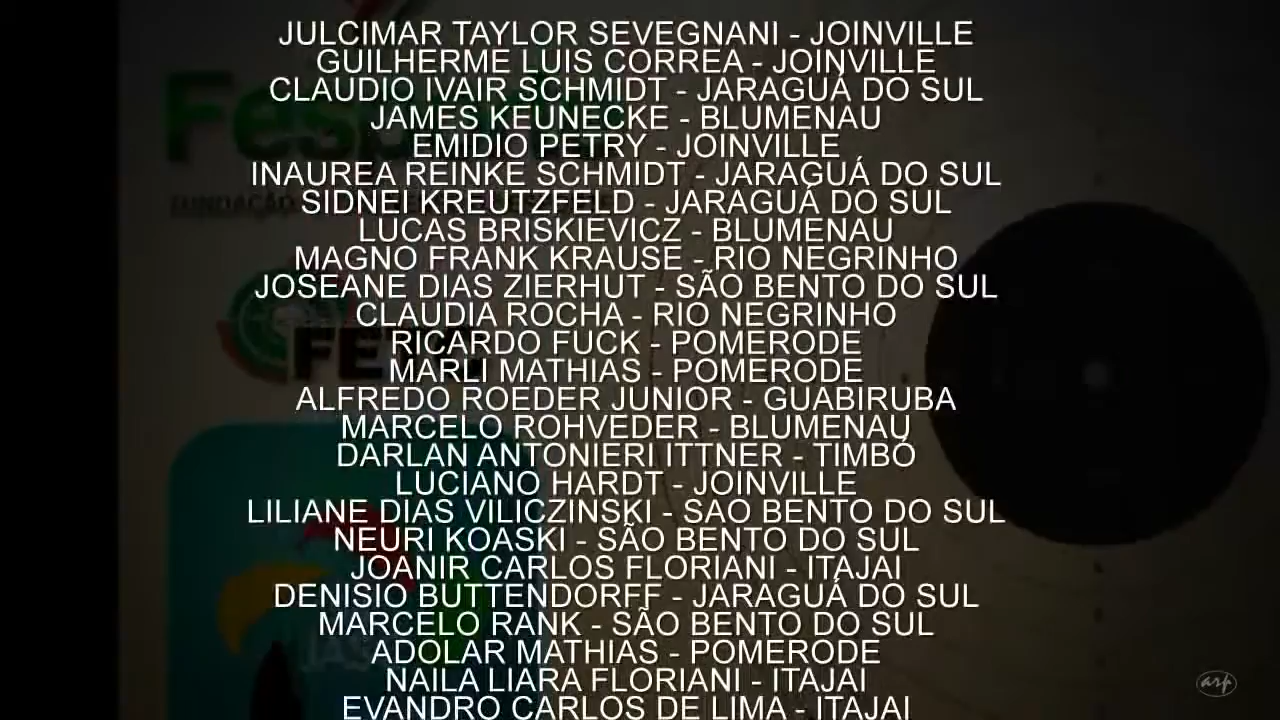 JULCIMAR TAYLOR SEVEGNANI - JOINVILLE
GUILHERME LUIS CORREA - JOINVILLE
CLAUDIO IVAIR SCHMIDT - JARAGUÁ DO SUL
JAMES KEUNECKE - BLUMENAU
EMIDIO PETRY - JOINVILLE
INAUREA REINKE SCHMIDT - JARAGUÁ DO SUL
SIDNEI KREUTZFELD - JARAGUÁ DO SUL
LUCAS BRISKIEVICZ - BLUMENAU
MAGNO FRANK KRAUSE - RIO NEGRINHO
JOSEANE DIAS ZIERHUT - SÃO BENTO DO SUL
CLAUDIA ROCHA - RIO NEGRINHO
RICARDO FUCK - POMERODE
MARLI MATHIAS - POMERODE
ALFREDO ROEDER JUNIOR - GUABIRUBA
MARCELO ROHVEDER - BLUMENAU
DARLAN ANTONIERI ITTNER - TIMBÓ
LUCIANO HARDT - JOINVILLE
LILIANE DIAS VILICZINSKI - SAO BENTO DO SUL
NEURI KOASKI - SÃO BENTO DO SUL
JOANIR CARLOS FLORIANI - ITAJAI
DENISIO BUTTENDORFF - JARAGUÁ DO SUL
MARCELO RANK - SÃO BENTO DO SUL
ADOLAR MATHIAS - POMERODE
NAILA LIARA FLORIANI - ITAJAI
EVANDRO CARLOS DE LIMA - ITAJAI
arp